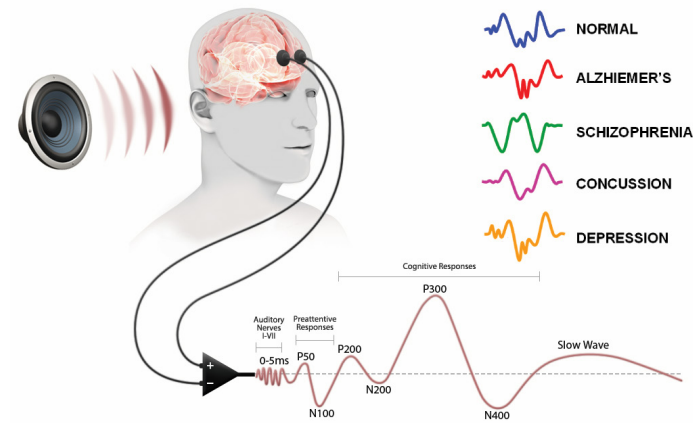 NORMAL
ALZHIEMER'S
SCHIZOPHRENIA
CONCUSSION
DEPRESSION
Cognitive Responses
P300
Auditory
Nerves
I-VII
Preattentive
Responses
0-5ms
P50
P200
Slow Wave
N100
N200
N400
+
−